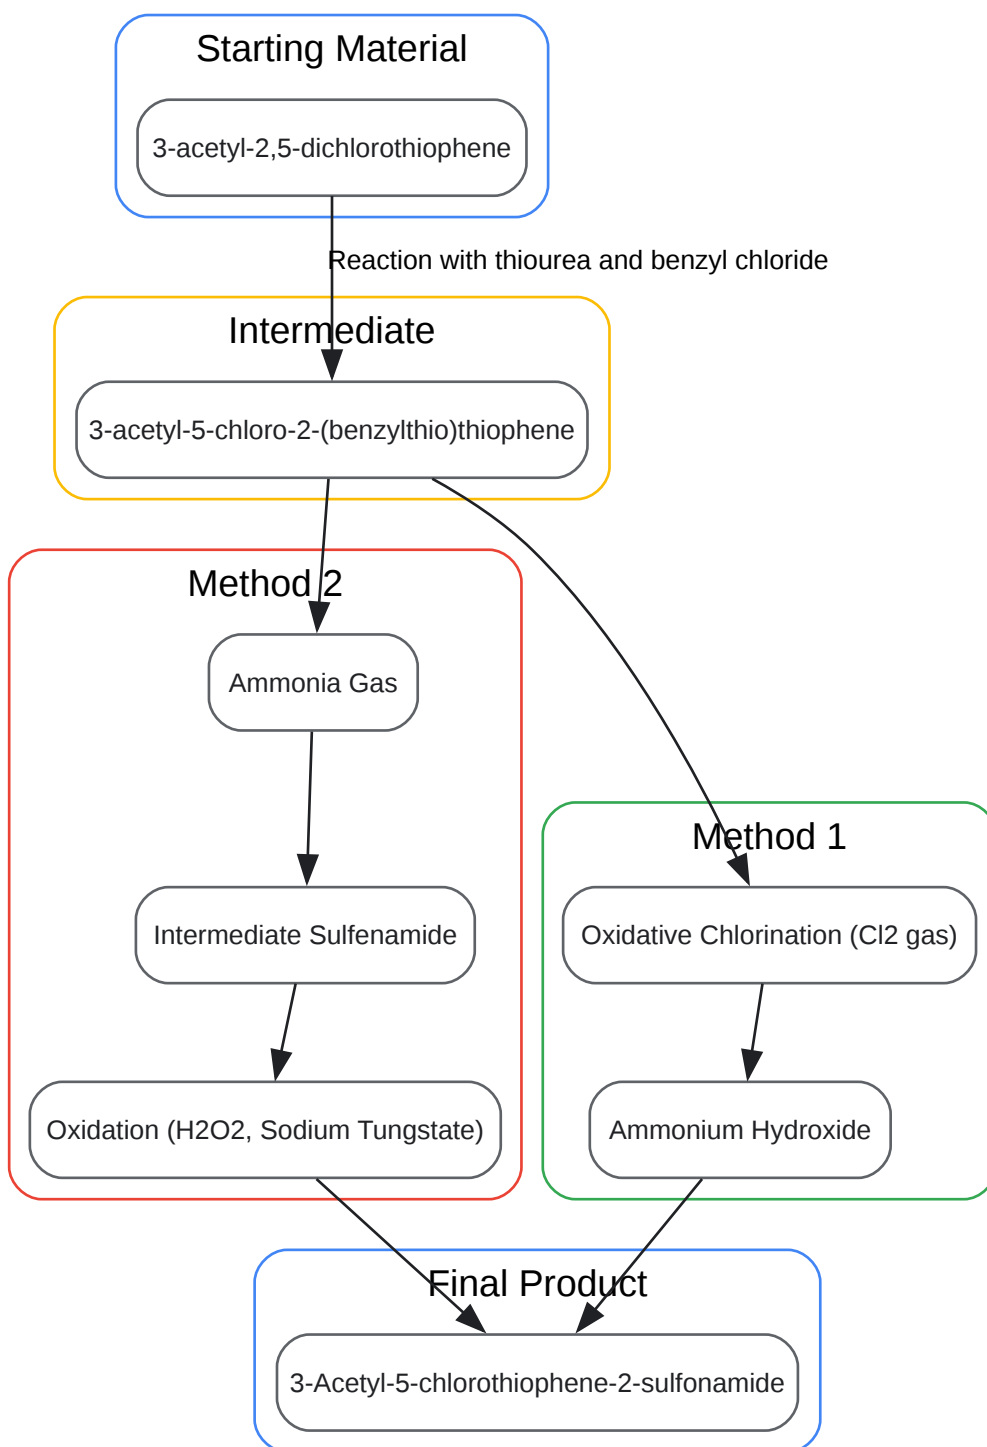 Starting Material
3-acetyl-2,5-dichlorothiophene
Reaction with thiourea and benzyl chloride
Intermediate
3-acetyl-5-chloro-2-(benzylthio)thiophene
Method 2
Ammonia Gas
Intermediate Sulfenamide
Oxidation (H2O2, Sodium Tungstate)
Method 1
Oxidative Chlorination (Cl2 gas)
Ammonium Hydroxide
Final Product
3-Acetyl-5-chlorothiophene-2-sulfonamide